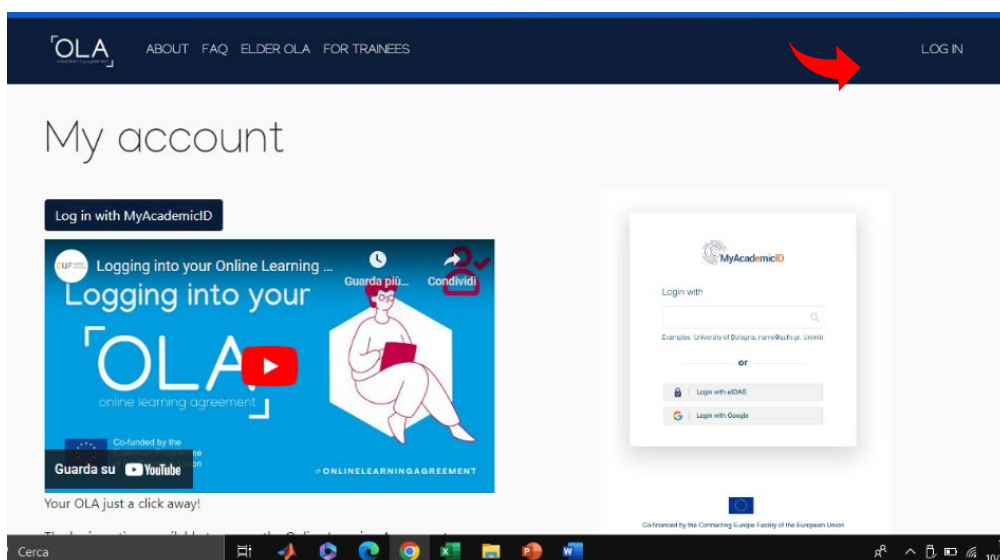 OLA
ABOUT FAQ ELDER OLA FOR TRAINEES
LOG IN
My account
Log in with MyAcademicID
EUF
Logging into your Online Learning ...
Guarda più...
Condividi
Logging into your
OLA
online learning agreement
Co-funded by the
Guarda su YouTube
#ONLINELEARNINGAGREEMENT
Your OLA just a click away!
MyAcademicID
Login with
Examples: University of Bologna, name@auth.gr, Unimib
or
Login with eIDAS
Login with Google
Co-financed by the Connecting Europe Facility of the European Union
Cerca